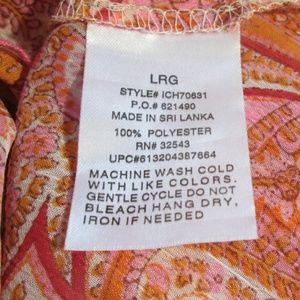 LRG
STYLE# ICH70631
P.O.# 621490
MADE IN SRI LANKA
100% POLYESTER
RN# 32543
UPC#613204387664
MACHINE WASH COLD
WITH LIKE COLORS.
GENTLE CYCLE DO NOT
BLEACH HANG DRY,
IRON IF NEEDED